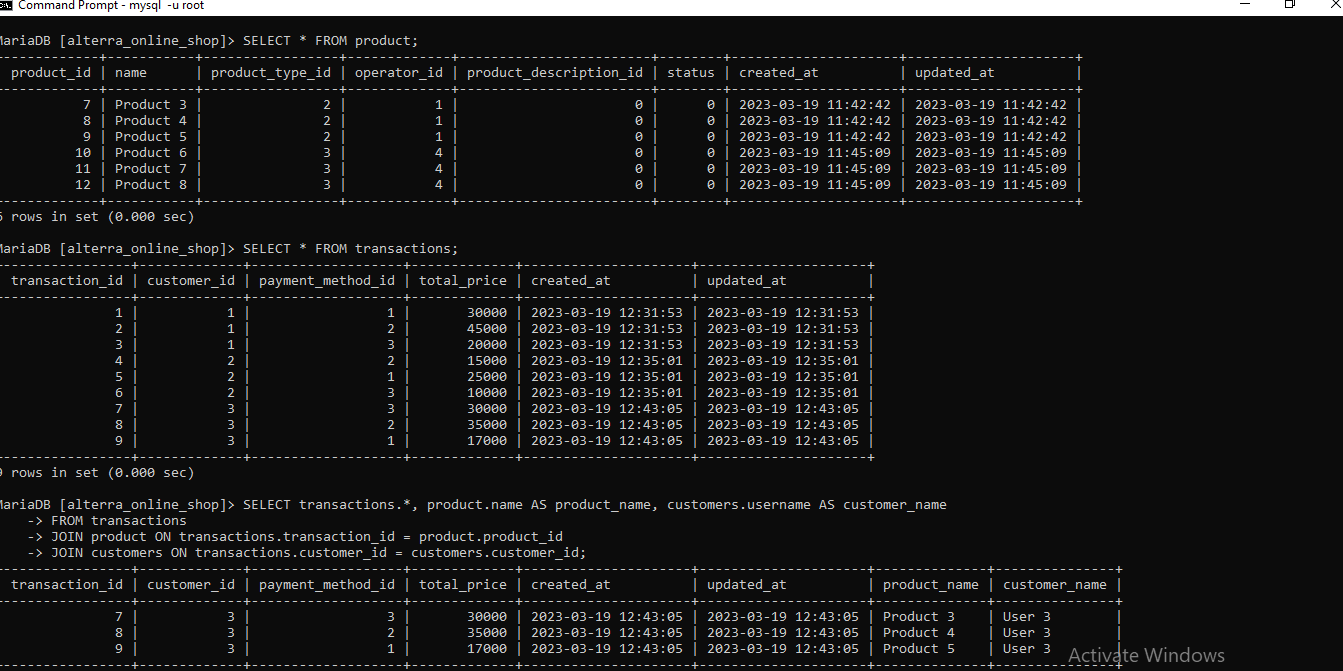 Command Prompt - mysql -u root
MariaDB [alterra_online_shop]> SELECT * FROM product;
product_id | name | product_type_id | operator_id | product_description_id | status | created_at | updated_at |
7 | Product 3 | 2 | 1 | 0 | 0 | 2023-03-19 11:42:42 | 2023-03-19 11:42:42 |
8 | Product 4 | 2 | 1 | 0 | 0 | 2023-03-19 11:42:42 | 2023-03-19 11:42:42 |
9 | Product 5 | 2 | 1 | 0 | 0 | 2023-03-19 11:42:42 | 2023-03-19 11:42:42 |
10 | Product 6 | 3 | 4 | 0 | 0 | 2023-03-19 11:45:09 | 2023-03-19 11:45:09 |
11 | Product 7 | 3 | 4 | 0 | 0 | 2023-03-19 11:45:09 | 2023-03-19 11:45:09 |
12 | Product 8 | 3 | 4 | 0 | 0 | 2023-03-19 11:45:09 | 2023-03-19 11:45:09 |
6 rows in set (0.000 sec)
MariaDB [alterra_online_shop]> SELECT * FROM transactions;
transaction_id | customer_id | payment_method_id | total_price | created_at | updated_at |
1 | 1 | 1 | 30000 | 2023-03-19 12:31:53 | 2023-03-19 12:31:53 |
2 | 1 | 2 | 45000 | 2023-03-19 12:31:53 | 2023-03-19 12:31:53 |
3 | 1 | 3 | 20000 | 2023-03-19 12:31:53 | 2023-03-19 12:31:53 |
4 | 2 | 2 | 15000 | 2023-03-19 12:35:01 | 2023-03-19 12:35:01 |
5 | 2 | 1 | 25000 | 2023-03-19 12:35:01 | 2023-03-19 12:35:01 |
6 | 2 | 3 | 10000 | 2023-03-19 12:35:01 | 2023-03-19 12:35:01 |
7 | 3 | 3 | 30000 | 2023-03-19 12:43:05 | 2023-03-19 12:43:05 |
8 | 3 | 2 | 35000 | 2023-03-19 12:43:05 | 2023-03-19 12:43:05 |
9 | 3 | 1 | 17000 | 2023-03-19 12:43:05 | 2023-03-19 12:43:05 |
9 rows in set (0.000 sec)
MariaDB [alterra_online_shop]> SELECT transactions.*, product.name AS product_name, customers.username AS customer_name
-> FROM transactions
-> JOIN product ON transactions.transaction_id = product.product_id
-> JOIN customers ON transactions.customer_id = customers.customer_id;
transaction_id | customer_id | payment_method_id | total_price | created_at | updated_at | product_name | customer_name |
7 | 3 | 3 | 30000 | 2023-03-19 12:43:05 | 2023-03-19 12:43:05 | Product 3 | User 3 |
8 | 3 | 2 | 35000 | 2023-03-19 12:43:05 | 2023-03-19 12:43:05 | Product 4 | User 3 |
9 | 3 | 1 | 17000 | 2023-03-19 12:43:05 | 2023-03-19 12:43:05 | Product 5 | User 3 |
Activate Windows